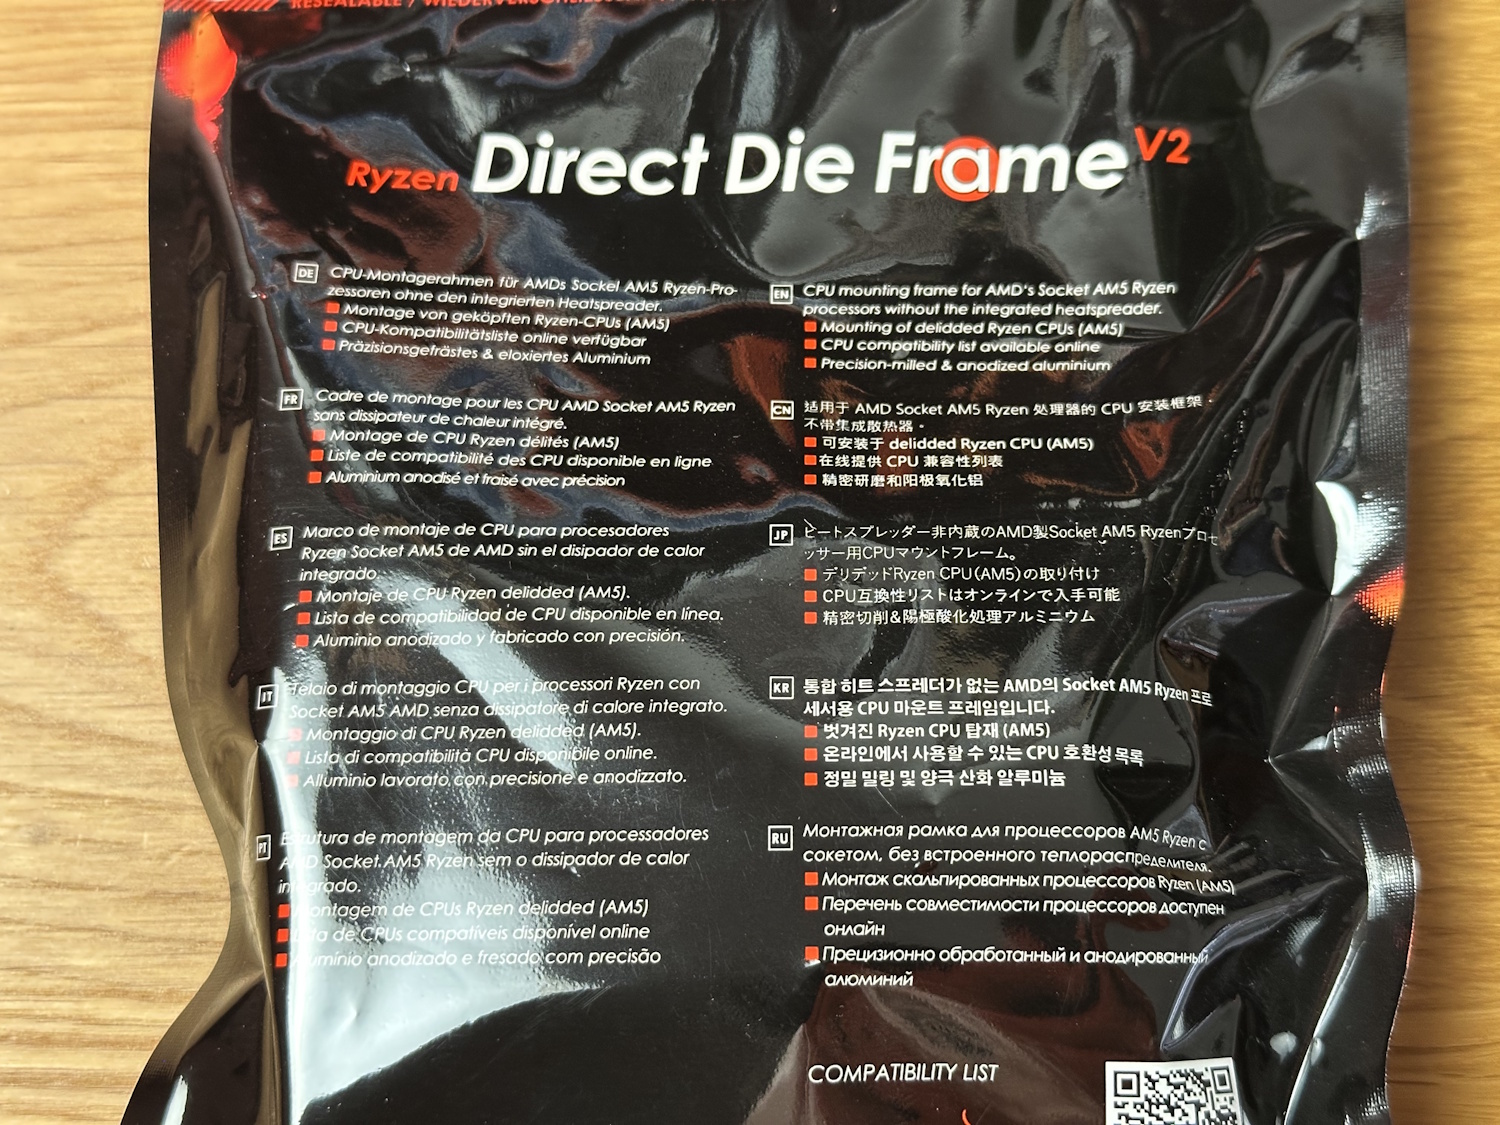 RESEALABLE / WIEDERVERSCHLIESSBAR
Ryzen Direct Die Frame V2
DE
CPU-Montagerahmen für AMDs Sockel AM5 Ryzen-Pro-
zessoren ohne den integrierten Heatspreader.
Montage von geköpften Ryzen-CPUs (AM5)
CPU-Kompatibilitätsliste online verfügbar
Präzisionsgefrästes & eloxiertes Aluminium
EN
CPU mounting frame for AMD's Socket AM5 Ryzen
processors without the integrated heatspreader.
Mounting of delidded Ryzen CPUs (AM5)
CPU compatibility list available online
Precision-milled & anodized aluminum
FR
Cadre de montage pour les CPU AMD Socket AM5 Ryzen
sans dissipateur de chaleur intégré.
Montage de CPU Ryzen délités (AM5)
Liste de compatibilité des CPU disponible en ligne
Aluminium anodisé et fraisé avec précision
CN
适用于 AMD Socket AM5 Ryzen 处理器的 CPU 安装框架。
不带集成散热器。
可安装于 delidded Ryzen CPU (AM5)
在线提供 CPU 兼容性列表
精密研磨和阳极氧化铝
ES
Marco de montaje de CPU para procesadores
Ryzen Socket AM5 de AMD sin el disipador de calor
integrado.
Montaje de CPU Ryzen delidded (AM5).
Lista de compatibilidad de CPU disponible en línea.
Aluminio anodizado y fabricado con precisión.
JP
ヒートスプレッダー非内蔵のAMD製Socket AM5 Ryzenプロセ
ッサー用CPUマウントフレーム。
デリデッドRyzen CPU(AM5)の取り付け
CPU互換性リストはオンラインで入手可能
精密切削&陽極酸化処理アルミニウム
IT
Telaio di montaggio CPU per i processori Ryzen con
Socket AM5 AMD senza dissipatore di calore integrato.
Montaggio di CPU Ryzen delidded (AM5).
Lista di compatibilità CPU disponibile online.
Alluminio lavorato con precisione e anodizzato.
KR
통합 히트 스프레더가 없는 AMD의 Socket AM5 Ryzen 프로
세서용 CPU 마운트 프레임입니다.
벗겨진 Ryzen CPU 탑재 (AM5)
온라인에서 사용할 수 있는 CPU 호환성 목록
정밀 밀링 및 양극 산화 알루미늄
PT
Estrutura de montagem da CPU para processadores
AMD Socket AM5 Ryzen sem o dissipador de calor
integrado.
Montagem de CPUs Ryzen delidded (AM5)
Lista de CPUs compatíveis disponível online
Alumínio anodizado e fresado com precisão
RU
Монтажная рамка для процессоров AM5 Ryzen с
сокетом, без встроенного теплораспределителя.
Монтаж скальпированных процессоров Ryzen (AM5)
Перечень совместимости процессоров доступен
онлайн
Прецизионно обработанный и анодированный
алюминий
COMPATIBILITY LIST